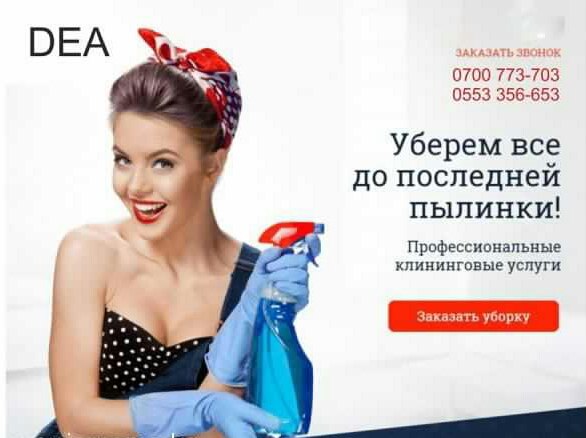 DEA
ЗАКАЗАТЬ ЗВОНОК
0700 773-703
0553 356-653
Уберем все
до последней
пылинки!
Профессиональные
клининговые услуги
Заказать уборку